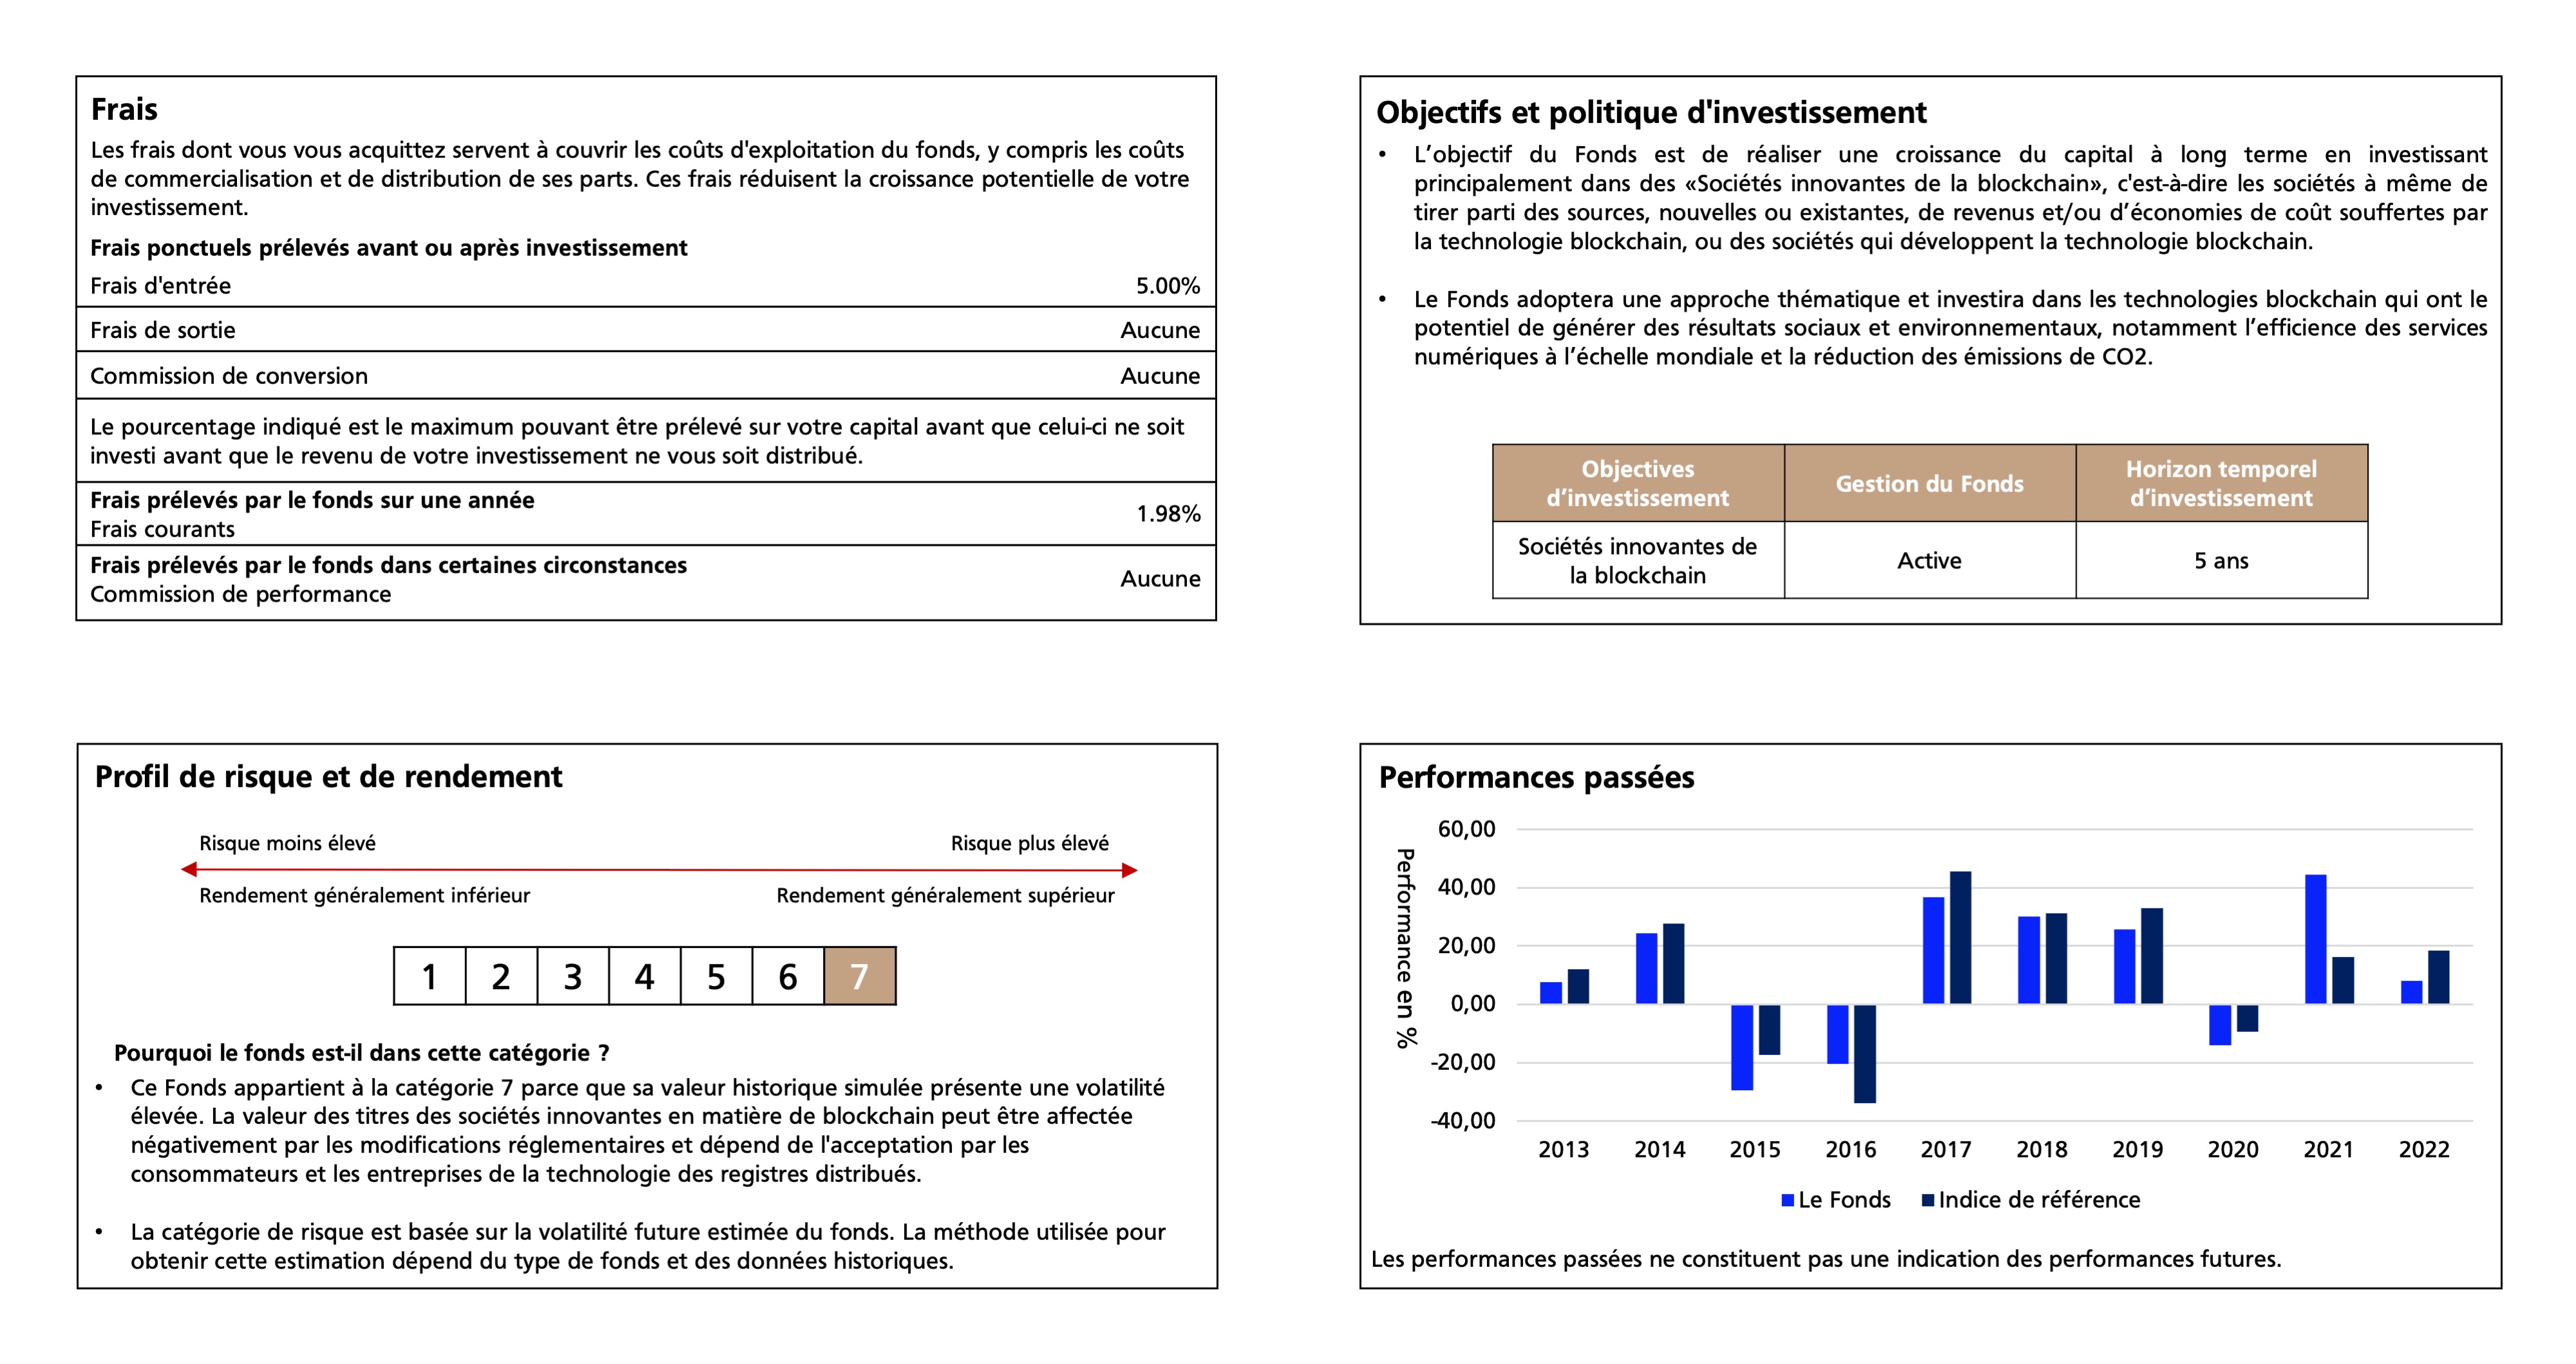 Frais
Les frais dont vous vous acquittez servent à couvrir les coûts d'exploitation du fonds, y compris les coûts
de commercialisation et de distribution de ses parts. Ces frais réduisent la croissance potentielle de votre
investissement.
Frais ponctuels prélevés avant ou après investissement
Frais d'entrée 5.00%
Frais de sortie Aucune
Commission de conversion Aucune
Le pourcentage indiqué est le maximum pouvant être prélevé sur votre capital avant que celui-ci ne soit
investi avant que le revenu de votre investissement ne vous soit distribué.
Frais prélevés par le fonds sur une année
Frais courants 1.98%
Frais prélevés par le fonds dans certaines circonstances
Commission de performance Aucune
Objectifs et politique d'investissement
• L’objectif du Fonds est de réaliser une croissance du capital à long terme en investissant
principalement dans des «Sociétés innovantes de la blockchain», c'est-à-dire les sociétés à même de
tirer parti des sources, nouvelles ou existantes, de revenus et/ou d’économies de coût souffertes par
la technologie blockchain, ou des sociétés qui développent la technologie blockchain.
• Le Fonds adoptera une approche thématique et investira dans les technologies blockchain qui ont le
potentiel de générer des résultats sociaux et environnementaux, notamment l’efficience des services
numériques à l’échelle mondiale et la réduction des émissions de CO2.
Objectives
d’investissement
Gestion du Fonds
Horizon temporel
d’investissement
Sociétés innovantes de
la blockchain
Active
5 ans
Profil de risque et de rendement
Risque moins élevé Risque plus élevé
Rendement généralement inférieur Rendement généralement supérieur
1 2 3 4 5 6 7
Pourquoi le fonds est-il dans cette catégorie ?
• Ce Fonds appartient à la catégorie 7 parce que sa valeur historique simulée présente une volatilité
élevée. La valeur des titres des sociétés innovantes en matière de blockchain peut être affectée
négativement par les modifications réglementaires et dépend de l'acceptation par les
consommateurs et les entreprises de la technologie des registres distribués.
• La catégorie de risque est basée sur la volatilité future estimée du fonds. La méthode utilisée pour
obtenir cette estimation dépend du type de fonds et des données historiques.
Performances passées
Performance en %
60,00
40,00
20,00
0,00
-20,00
-40,00
2013 2014 2015 2016 2017 2018 2019 2020 2021 2022
Le Fonds Indice de référence
Les performances passées ne constituent pas une indication des performances futures.